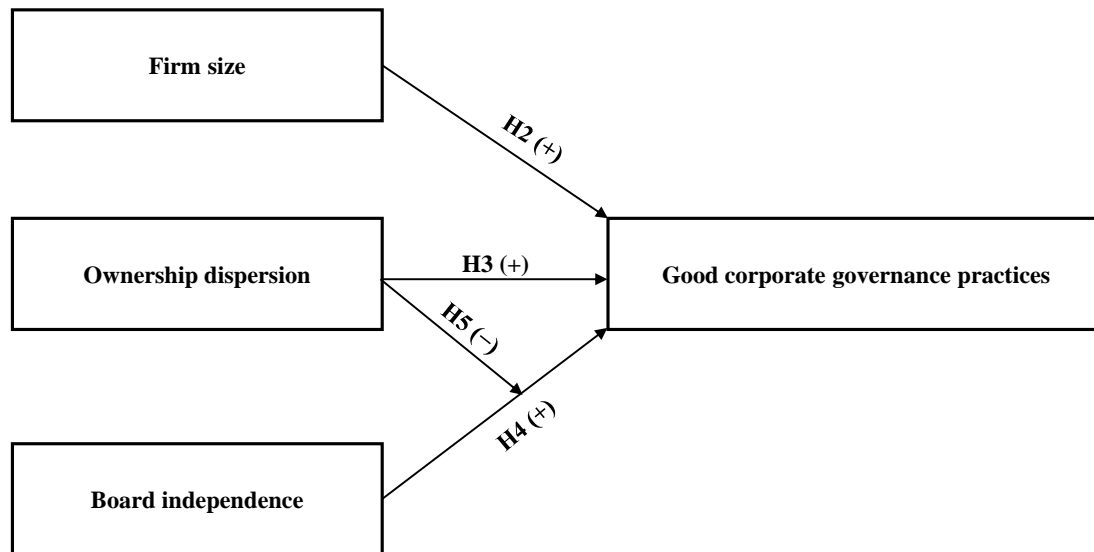 Firm size
H2 (+)
Ownership dispersion
H3 (+)
Good corporate governance practices
H5 (−)
H4 (+)
Board independence